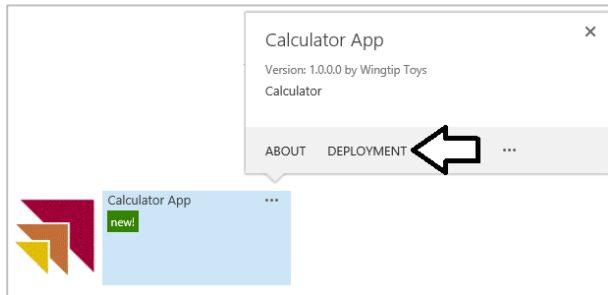 Calculator App
Version: 1.0.0.0 by Wingtip Toys
Calculator
ABOUT DEPLOYMENT ...
Calculator App ...
new!